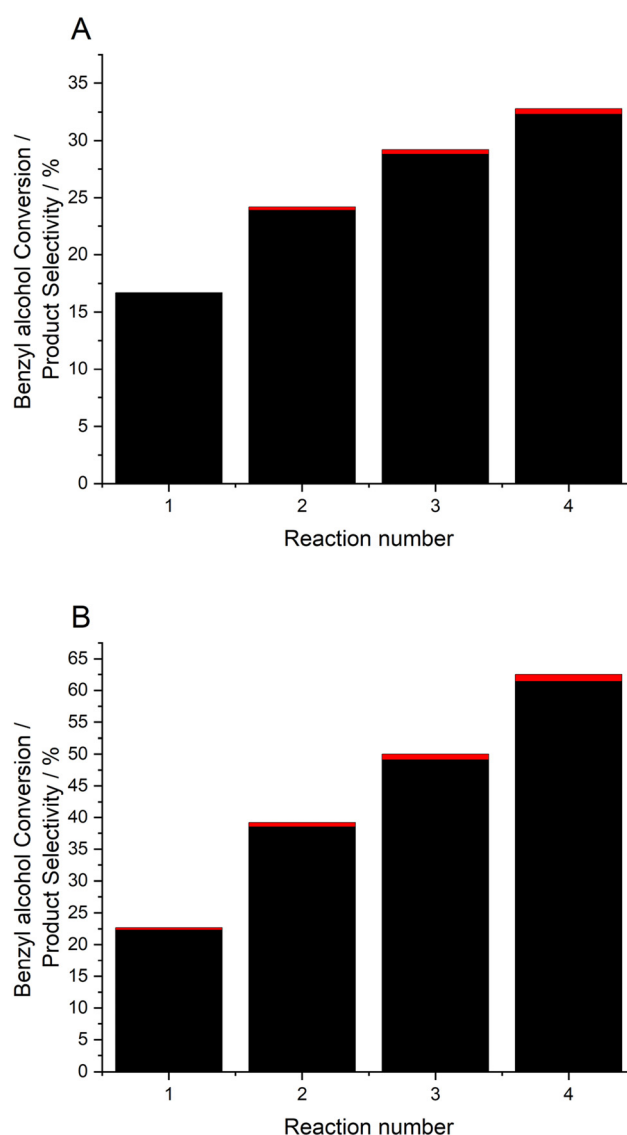 A
35
30
25
20
15
10
5
0
Benzyl alcohol Conversion /
Product Selectivity / %
1 2 3 4
Reaction number
B
65
60
55
50
45
40
35
30
25
20
15
10
5
0
Benzyl alcohol Conversion /
Product Selectivity / %
1 2 3 4
Reaction number